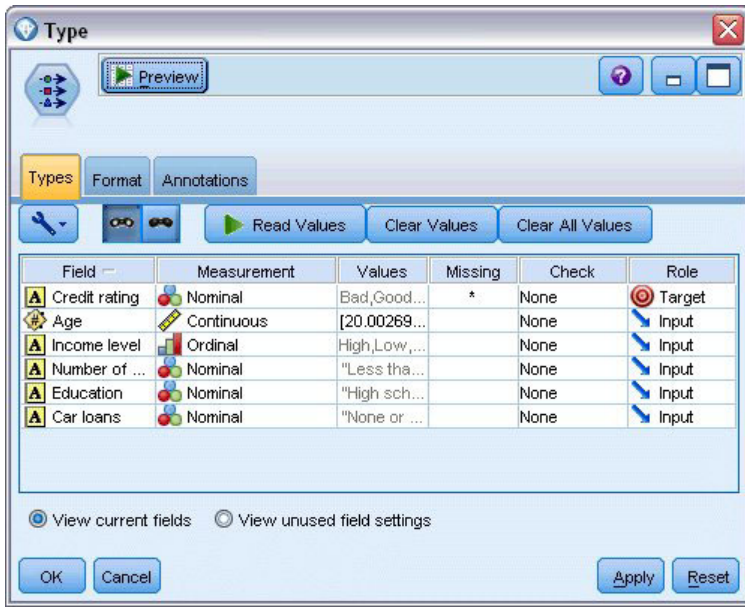 Type
Preview
Types Format Annotations
Read Values Clear Values Clear All Values
Field Measurement Values Missing Check Role
A Credit rating Nominal Bad,Good... * None Target
# Age Continuous [20.00269... None Input
A Income level Ordinal High,Low,... None Input
A Number of ... Nominal "Less tha... None Input
A Education Nominal "High sch... None Input
A Car loans Nominal "None or ... None Input
View current fields View unused field settings
OK Cancel Apply Reset